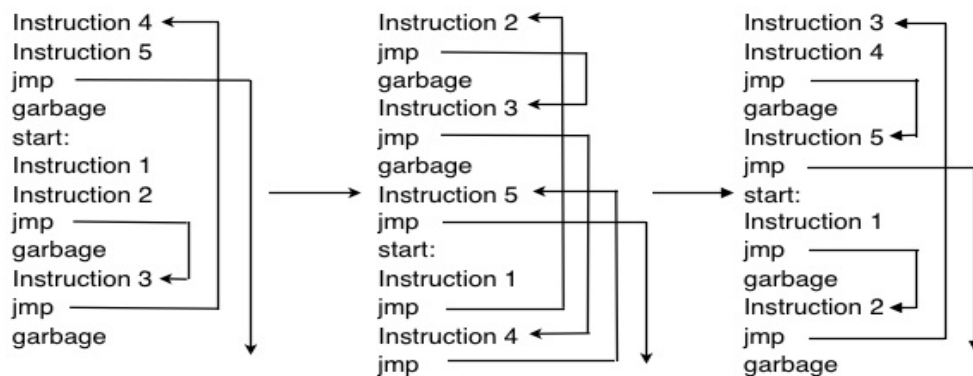 Instruction 4
Instruction 5
jmp
garbage
start:
Instruction 1
Instruction 2
jmp
garbage
Instruction 3
jmp
garbage
Instruction 2
jmp
garbage
Instruction 3
jmp
garbage
Instruction 5
jmp
start:
Instruction 1
jmp
Instruction 4
jmp
Instruction 3
Instruction 4
jmp
garbage
Instruction 5
jmp
start:
Instruction 1
jmp
garbage
Instruction 2
jmp
garbage